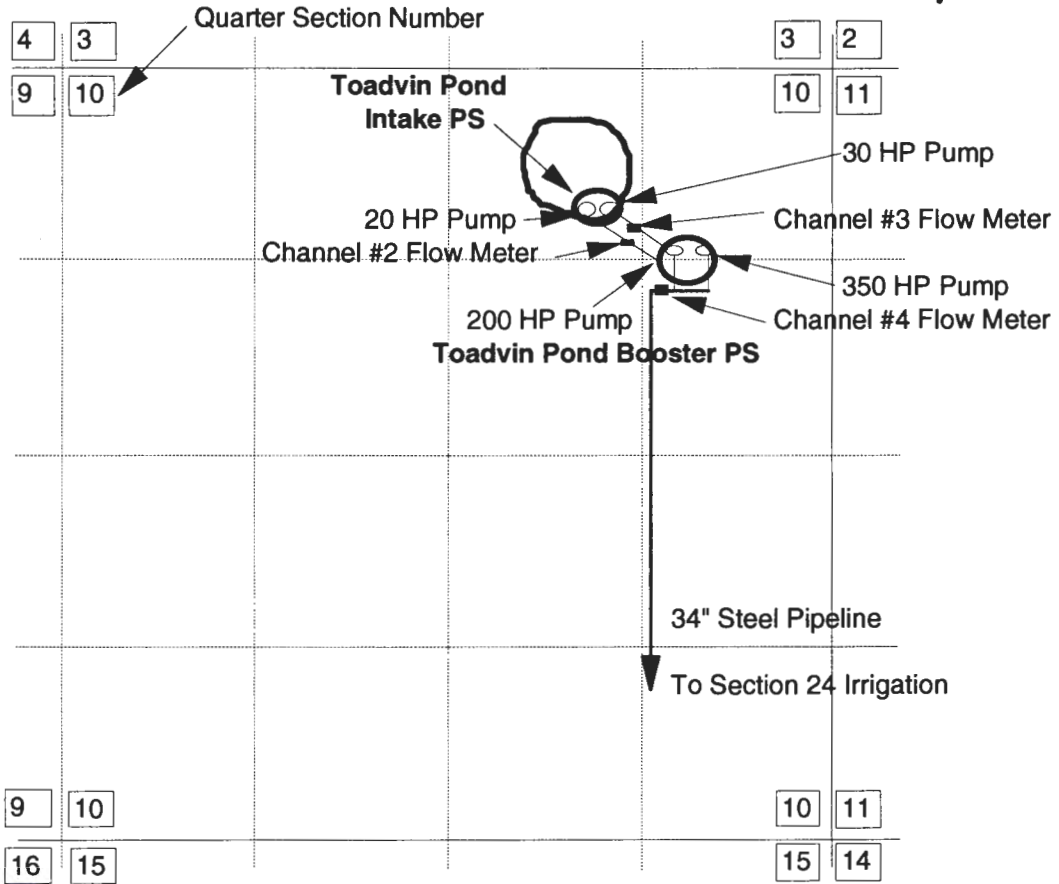 Quarter Section Number
4 3
3 2
9 10
10 11
Toadvin Pond
Intake PS
30 HP Pump
20 HP Pump
Channel #3 Flow Meter
Channel #2 Flow Meter
350 HP Pump
200 HP Pump
Channel #4 Flow Meter
Toadvin Pond Booster PS
34" Steel Pipeline
To Section 24 Irrigation
9 10
10 11
16 15
15 14